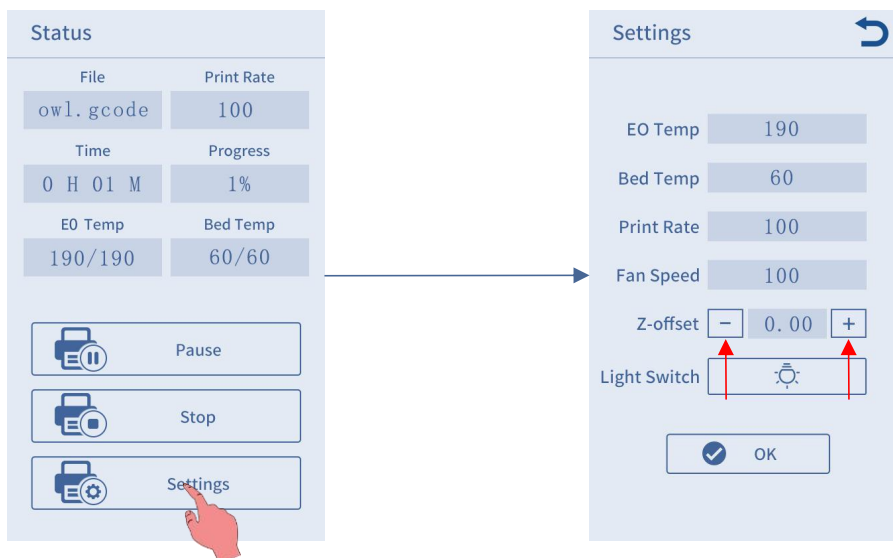 Status
File Print Rate
owl.gcode 100
Time Progress
0 H 01 M 1%
E0 Temp Bed Temp
190/190 60/60
Pause
Stop
Settings
Settings
EO Temp 190
Bed Temp 60
Print Rate 100
Fan Speed 100
Z-offset − 0.00 +
Light Switch
OK